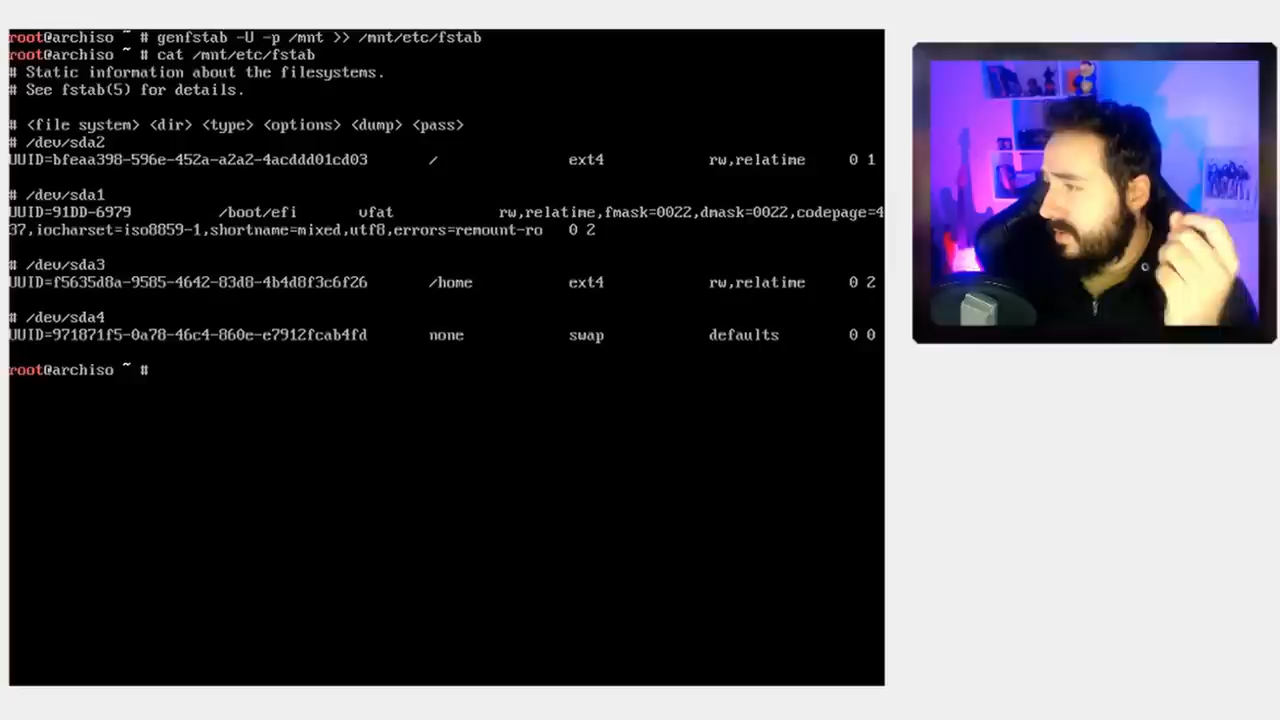 root@archiso ~ # genfstab -U -p /mnt >> /mnt/etc/fstab
root@archiso ~ # cat /mnt/etc/fstab
# Static information about the filesystems.
# See fstab(5) for details.
# <file system> <dir> <type> <options> <dump> <pass>
# /dev/sda2
UUID=bfeaa398-596e-452a-a2a2-4acddd01cd03 / ext4 rw,relatime 0 1
# /dev/sda1
UUID=91DD-6979 /boot/efi vfat rw,relatime,fmask=0022,dmask=0022,codepage=4
37,iocharset=iso8859-1,shortname=mixed,utf8,errors=remount-ro 0 2
# /dev/sda3
UUID=f5635d8a-9585-4642-83d8-4b4d8f3c6f26 /home ext4 rw,relatime 0 2
# /dev/sda4
UUID=971871f5-0a78-46c4-860e-e7912fcab4fd none swap defaults 0 0
root@archiso ~ #